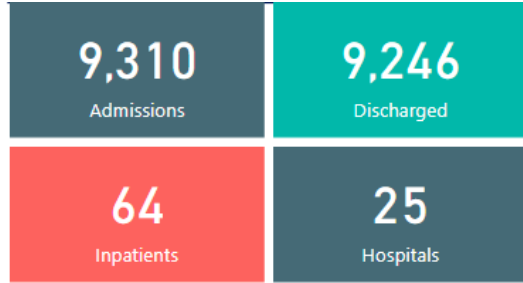 9,310
Admissions
9,246
Discharged
64
Inpatients
25
Hospitals